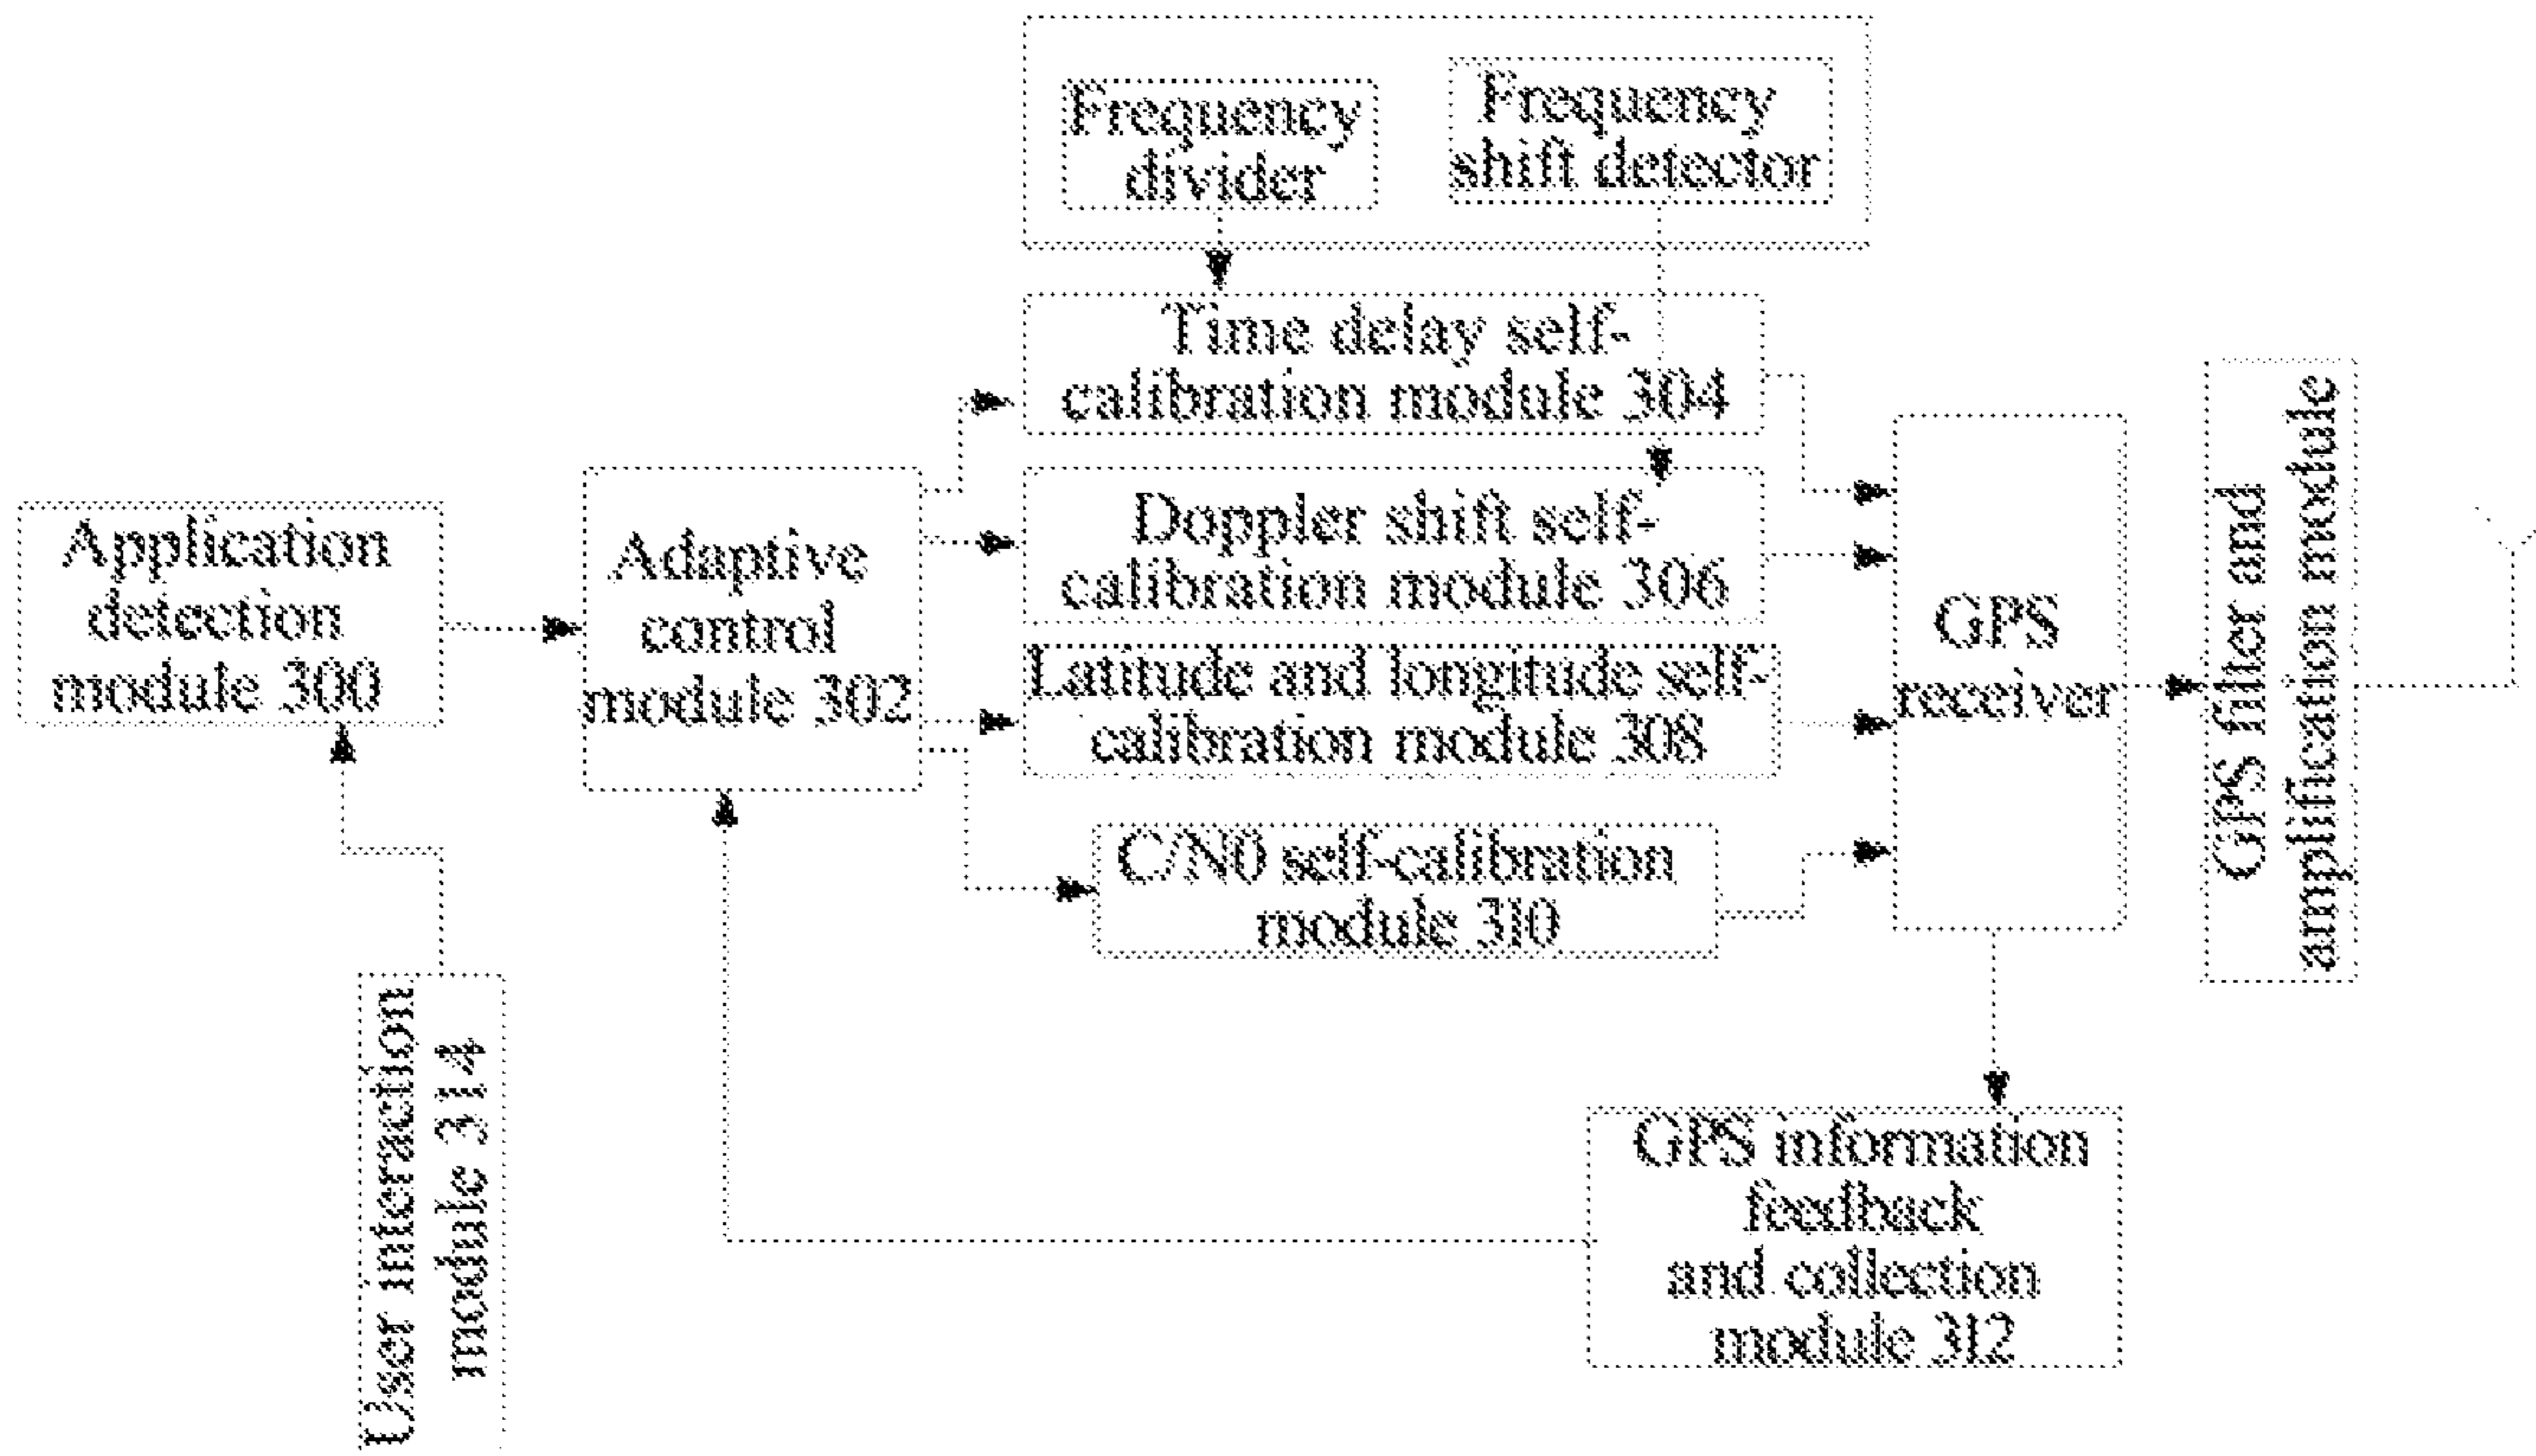 Frequency
divider
Frequency
shift detector
Time delay self-
calibration module 304
Doppler shift self-
calibration module 306
Latitude and longitude self-
calibration module 308
C/N0 self-calibration
module 310
Application
detection
module 300
Adaptive
control
module 302
GPS
receiver
GPS filter and
amplification module
User interaction
module 314
GPS information
feedback
and collection
module 312